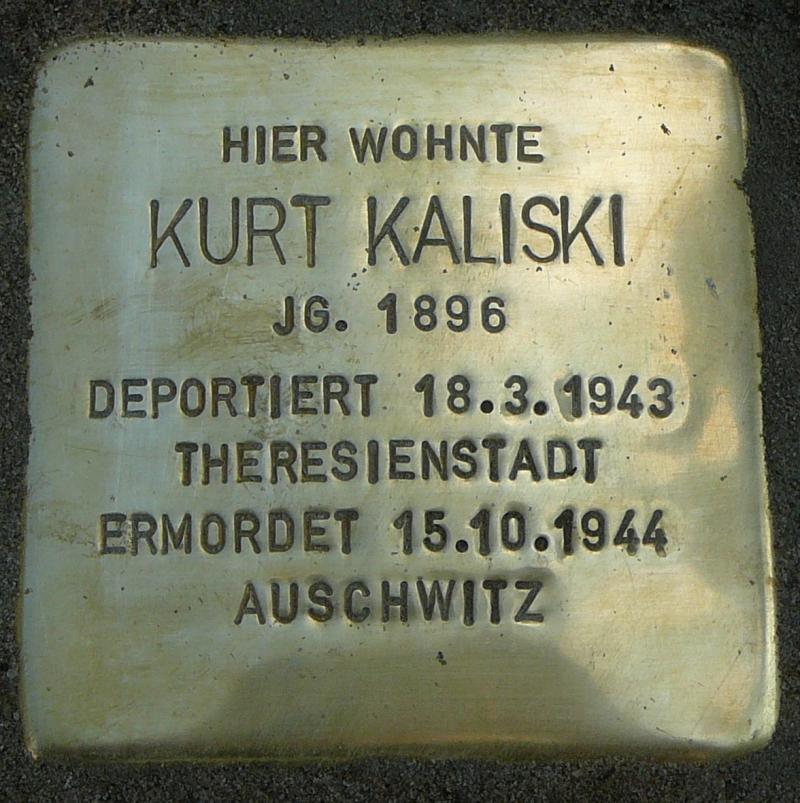 HIER WOHNTE
KURT KALISKI
JG. 1896
DEPORTIERT 18.3.1943
THERESIENSTADT
ERMORDET 15.10.1944
AUSCHWITZ